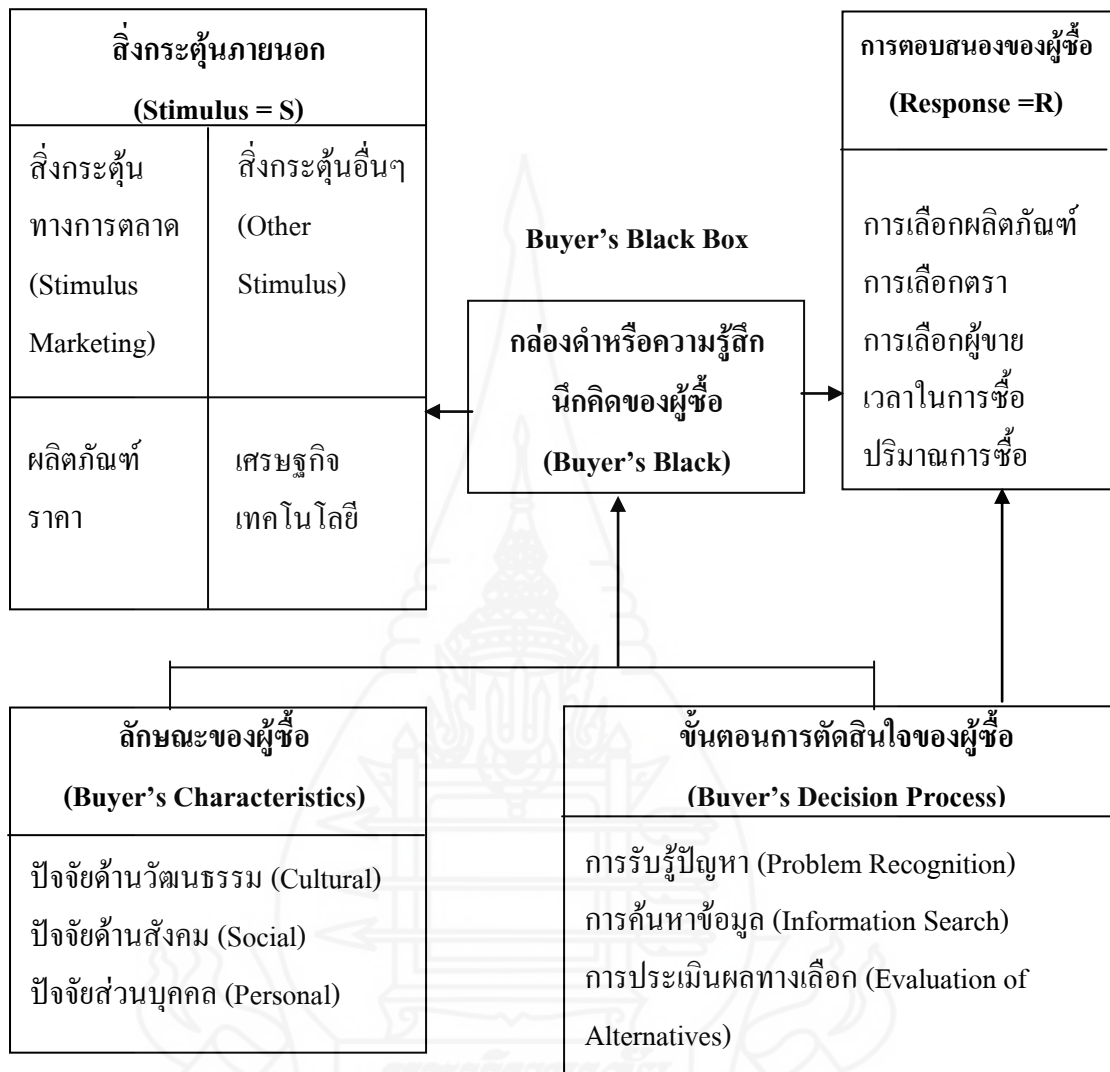 สิ่งกระตุ้นภายนอก
(Stimulus = S)
สิ่งกระตุ้น
ทางการตลาด
(Stimulus
Marketing)
สิ่งกระตุ้นอื่นๆ
(Other
Stimulus)
ผลิตภัณฑ์
ราคา
เศรษฐกิจ
เทคโนโลยี
Buyer’s Black Box
กล่องดำหรือความรู้สึก
นึกคิดของผู้ซื้อ
(Buyer’s Black)
การตอบสนองของผู้ซื้อ
(Response =R)
การเลือกผลิตภัณฑ์
การเลือกตรา
การเลือกผู้ขาย
เวลาในการซื้อ
ปริมาณการซื้อ
ลักษณะของผู้ซื้อ
(Buyer’s Characteristics)
ปัจจัยด้านวัฒนธรรม (Cultural)
ปัจจัยด้านสังคม (Social)
ปัจจัยส่วนบุคคล (Personal)
ขั้นตอนการตัดสินใจของผู้ซื้อ
(Buyer’s Decision Process)
การรับรู้ปัญหา (Problem Recognition)
การค้นหาข้อมูล (Information Search)
การประเมินผลทางเลือก (Evaluation of
Alternatives)